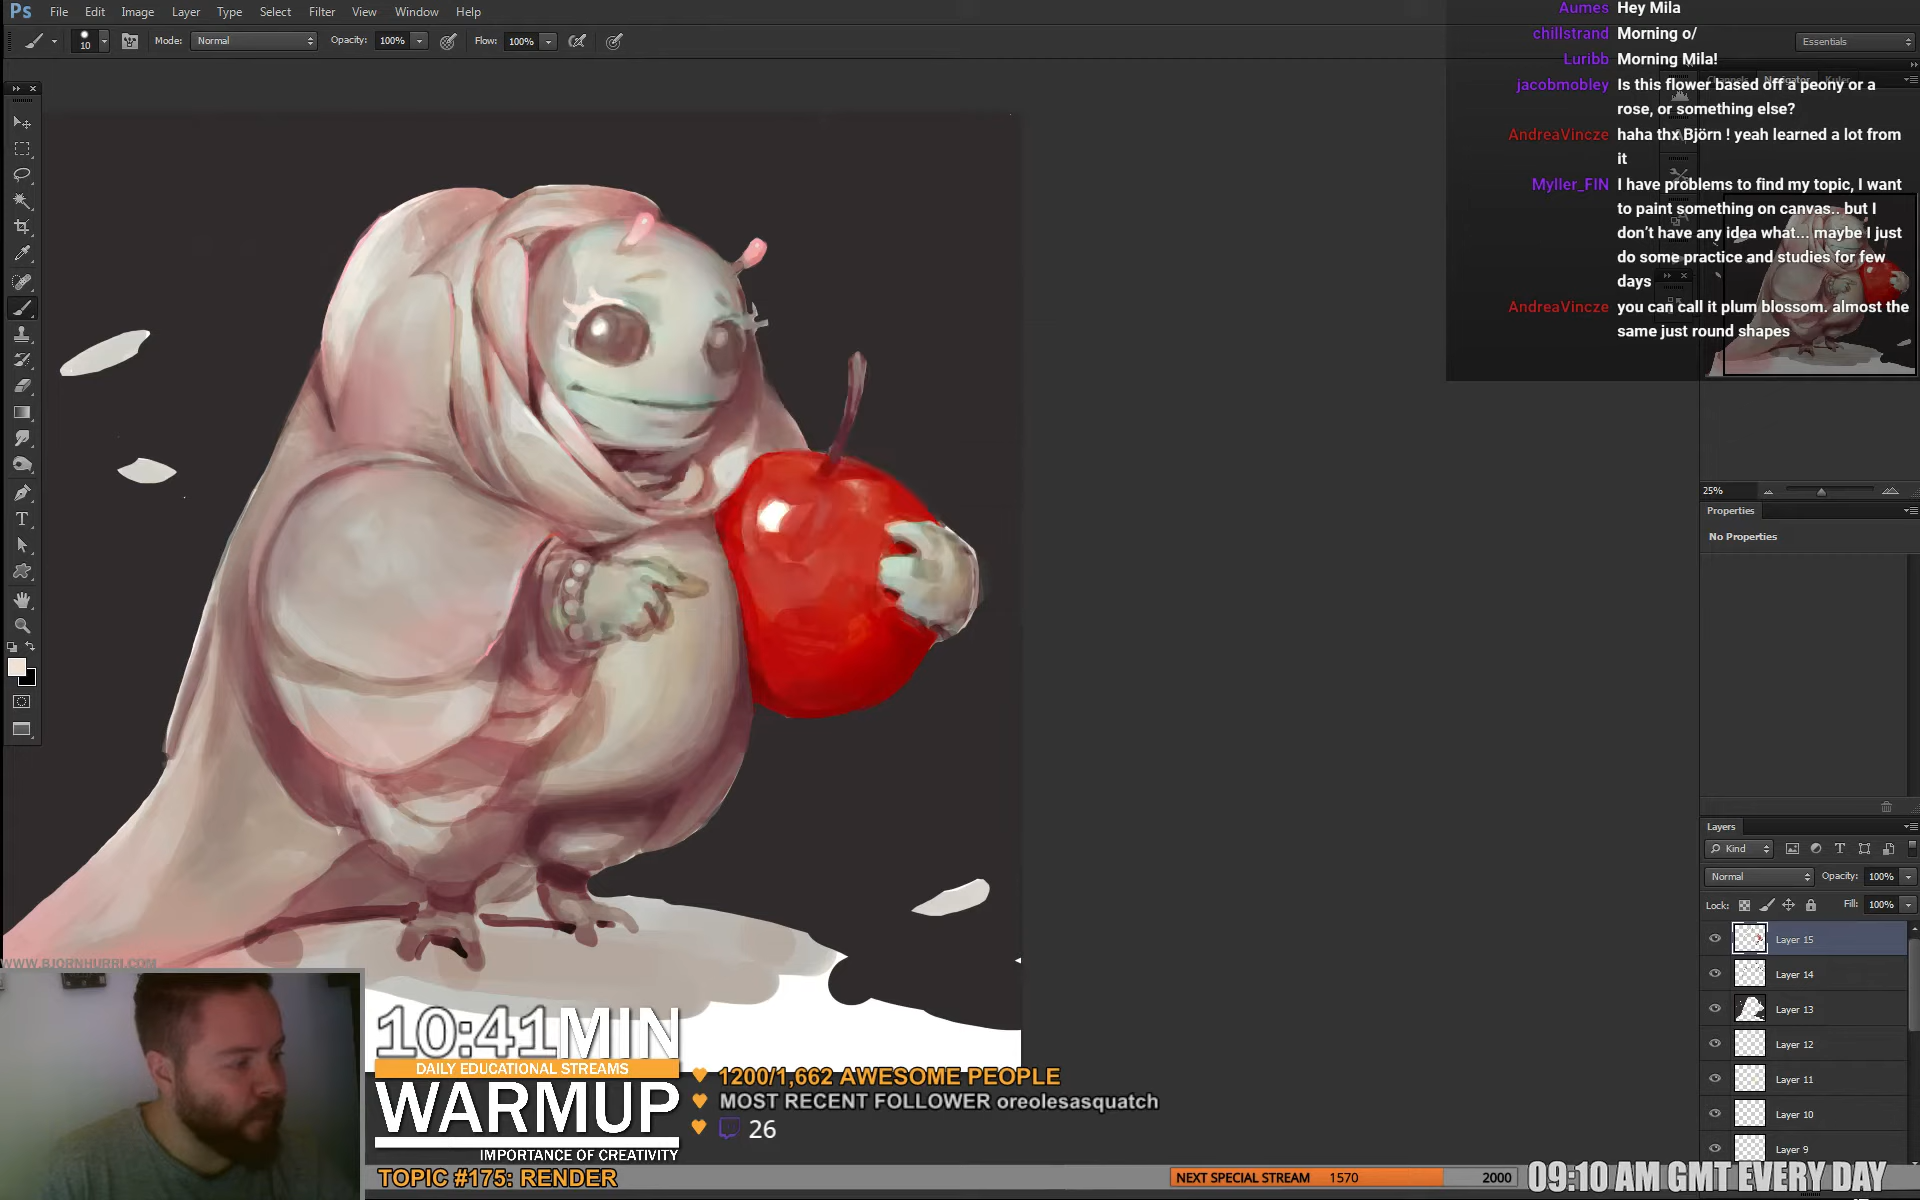 Ps File Edit Image Layer Type Select Filter View Window Help
10 Mode: Normal Opacity: 100% Flow: 100% Essentials
Aumes Hey Mila
chillstrand Morning o/
Luribb Morning Mila!
jacobmobley Is this flower based off a peony or a
rose, or something else?
AndreaVincze haha thx Björn ! yeah learned a lot from
it
Myller_FIN I have problems to find my topic, I want
to paint something on canvas.. but I
don't have any idea what... maybe I just
do some practice and studies for few
days
AndreaVincze you can call it plum blossom. almost the
same just round shapes
25%
Properties
No Properties
Layers
Kind
Normal Opacity: 100%
Lock: Fill: 100%
Layer 15
Layer 14
Layer 13
Layer 12
Layer 11
Layer 10
Layer 9
WWW.BJORNHURRI.COM
10:41MIN
DAILY EDUCATIONAL STREAMS
WARMUP
IMPORTANCE OF CREATIVITY
TOPIC #175: RENDER
1200/1,662 AWESOME PEOPLE
MOST RECENT FOLLOWER oreolesasquatch
26
NEXT SPECIAL STREAM 1570 2000
09:10 AM GMT EVERY DAY